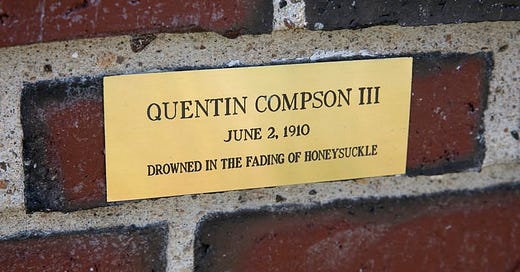 QUENTIN COMPSON III
JUNE 2, 1910
DROWNED IN THE FADING OF HONEYSUCKLE